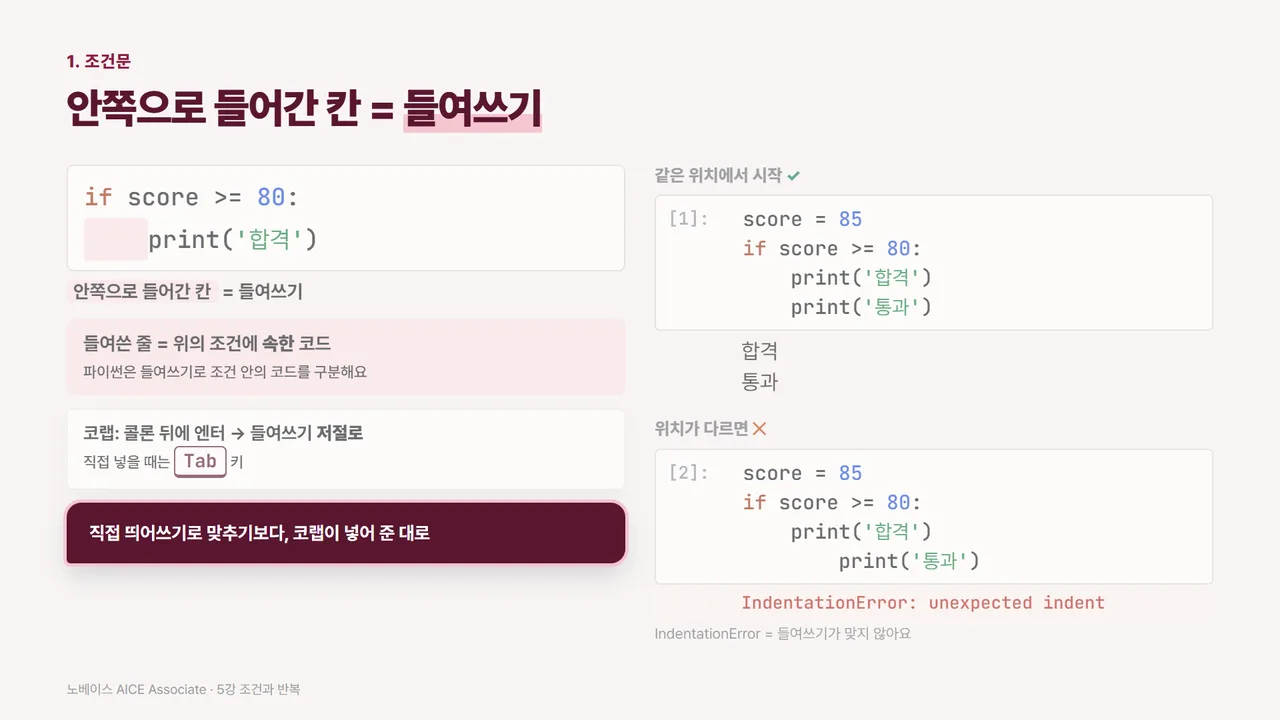 1. 조건문
안쪽으로 들어간 칸 = 들여쓰기
if score >= 80:
print('합격')
안쪽으로 들어간 칸 = 들여쓰기
들여쓴 줄 = 위의 조건에 속한 코드
파이썬은 들여쓰기로 조건 안의 코드를 구분해요
코랩: 콜론 뒤에 엔터 → 들여쓰기 저절로
직접 넣을 때는 Tab 키
직접 띄어쓰기로 맞추기보다, 코랩이 넣어 준 대로
같은 위치에서 시작 ✓
[1]: score = 85
if score >= 80:
print('합격')
print('통과')
합격
통과
위치가 다르면 ✕
[2]: score = 85
if score >= 80:
print('합격')
print('통과')
IndentationError: unexpected indent
IndentationError = 들여쓰기가 맞지 않아요
노베이스 AICE Associate · 5강 조건과 반복